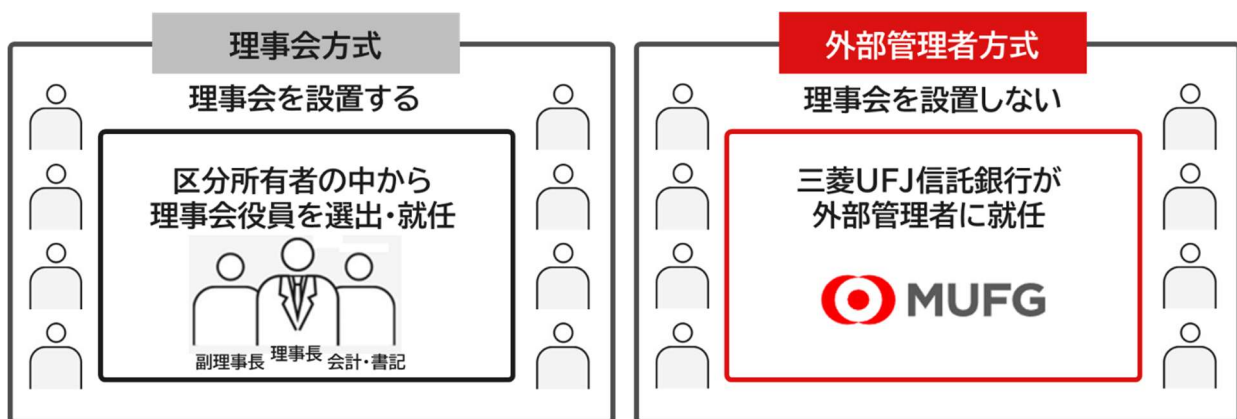 理事会方式
理事会を設置する
区分所有者の中から
理事会役員を選出・就任
副理事長 理事長 会計・書記
外部管理者方式
理事会を設置しない
三菱UFJ信託銀行が
外部管理者に就任
MUFG